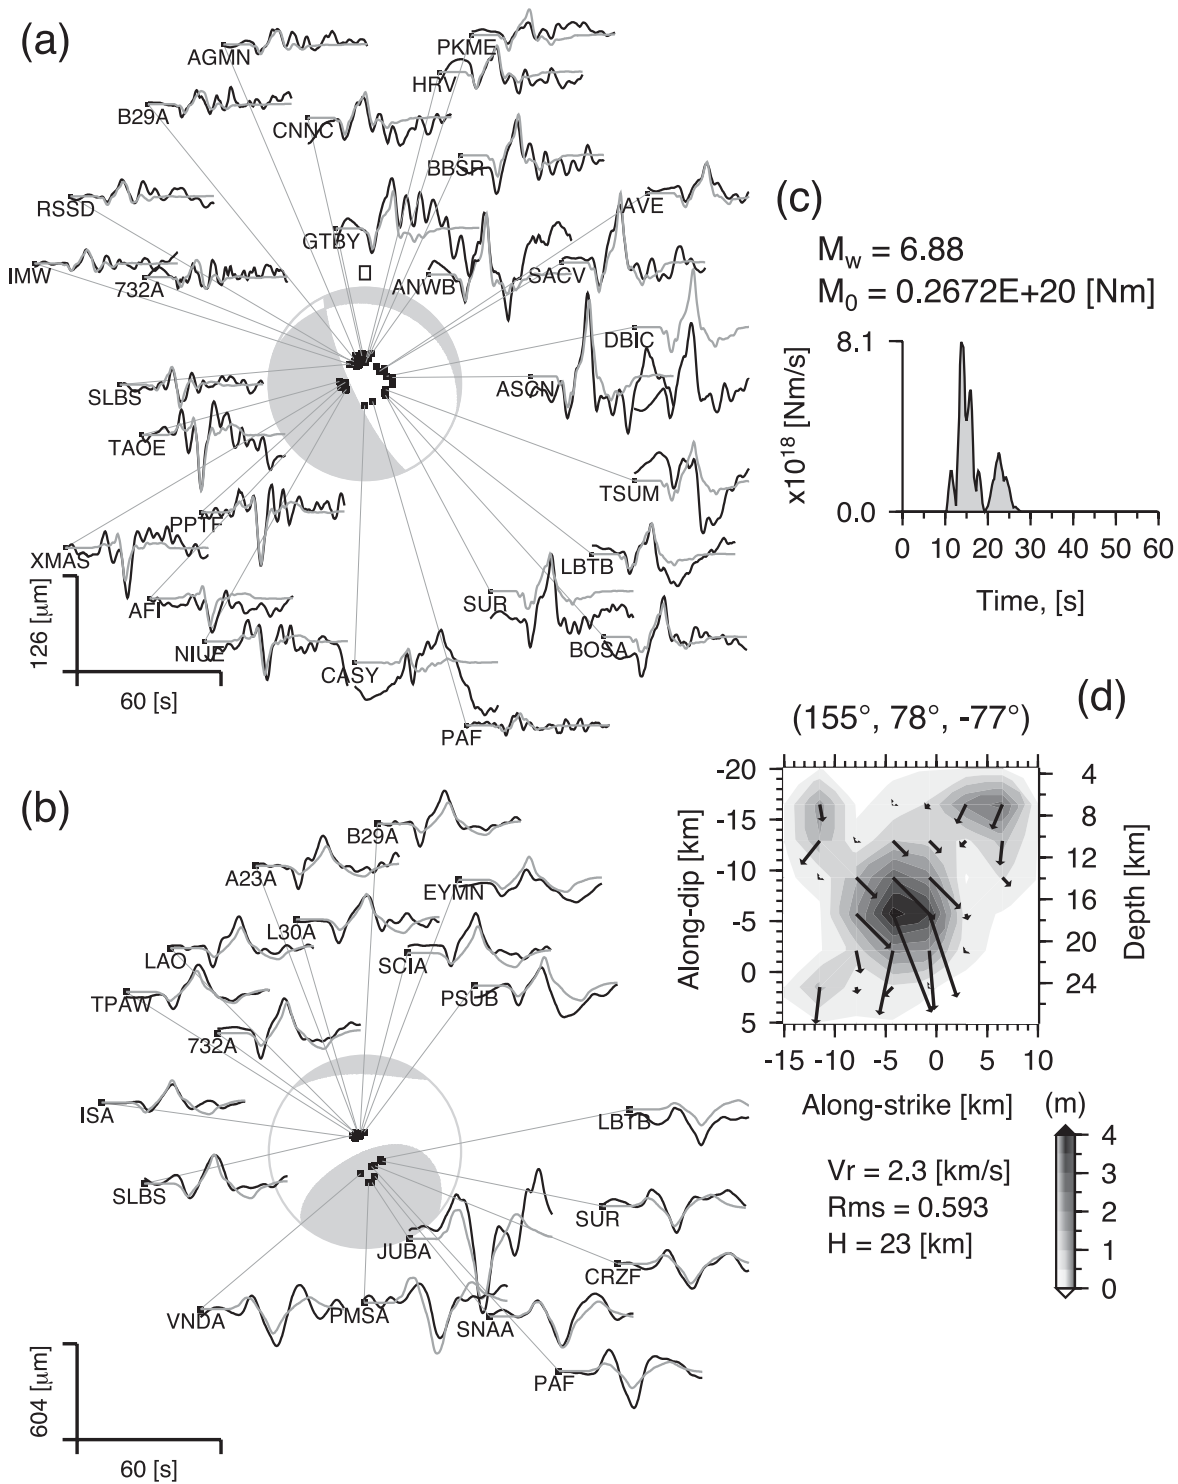 (a)
AGMN
PKME
HRV
B29A
CNNC
BBSR
RSSD
AVE
GTBY
IMW
732A
ANWB
SACV
DBIC
SLBS
ASCN
TAOE
TSUM
PPTF
XMAS
LBTB
AFI
SUR
NIUE
BOSA
CASY
PAF
126 [μm]
60 [s]
(c)
Mw = 6.88
M0 = 0.2672E+20 [Nm]
8.1
x10^18 [Nm/s]
0.0
0 10 20 30 40 50 60
Time, [s]
(b)
B29A
A23A
EYMN
L30A
LAO
SCIA
TPAW
PSUB
732A
ISA
LBTB
SLBS
SUR
JUBA
CRZF
VNDA
PMSA
SNAA
PAF
604 [μm]
60 [s]
(d)
(155°, 78°, -77°)
-20
-15
-10
-5
0
5
Along-dip [km]
4
8
12
16
20
24
Depth [km]
-15 -10 -5 0 5 10
Along-strike [km]
(m)
4
3
2
1
0
Vr = 2.3 [km/s]
Rms = 0.593
H = 23 [km]